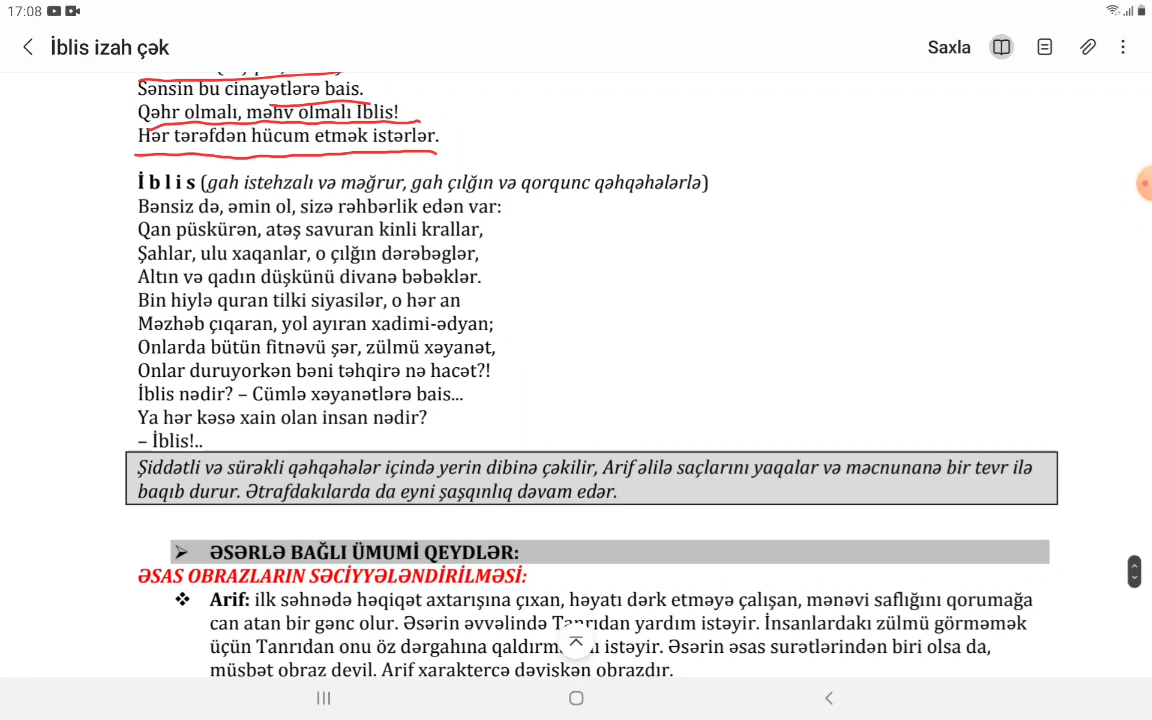 17:08
İblis izah çək
Saxla
Sənsin bu cinayətlərə bais.
Qəhr olmalı, məhv olmalı İblis!
Hər tərəfdən hücum etmək istərlər.
İ b l i s (gah istehzalı və məğrur, gah çılğın və qorqunc qəhqəhələrlə)
Bənsiz də, əmin ol, sizə rəhbərlik edən var:
Qan püskürən, atəş savuran kinli krallar,
Şahlar, ulu xaqanlar, o çılğın dərəbəglər,
Altın və qadın düşkünü divanə bəbəklər.
Bin hiylə quran tilki siyasilər, o hər an
Məzhəb çıqaran, yol ayıran xadimi-ədyan;
Onlarda bütün fitnəvü şər, zülmü xəyanət,
Onlar duruyorkən bəni təhqirə nə hacət?!
İblis nədir? – Cümlə xəyanətlərə bais...
Ya hər kəsə xain olan insan nədir?
– İblis!..
Şiddətli və sürəkli qəhqəhələr içində yerin dibinə çəkilir, Arif əlilə saçlarını yaqalar və məcnunanə bir tevr ilə
baqıb durur. Ətrafdakılarda da eyni şaşqınlıq dəvam edər.
➢ ƏSƏRLƏ BAĞLI ÜMUMİ QEYDLƏR:
ƏSAS OBRAZLARIN SƏCİYYƏLƏNDİRİLMƏSİ:
❖ Arif: ilk səhnədə həqiqət axtarışına çıxan, həyatı dərk etməyə çalışan, mənəvi saflığını qorumağa
can atan bir gənc olur. Əsərin əvvəlində Tanrıdan yardım istəyir. İnsanlardakı zülmü görməmək
üçün Tanrıdan onu öz dərgahına istəyir. Əsərin əsas surətlərindən biri olsa da,
müsbət obraz deyil. Arif xarakterçə dəyişkən obrazdır.